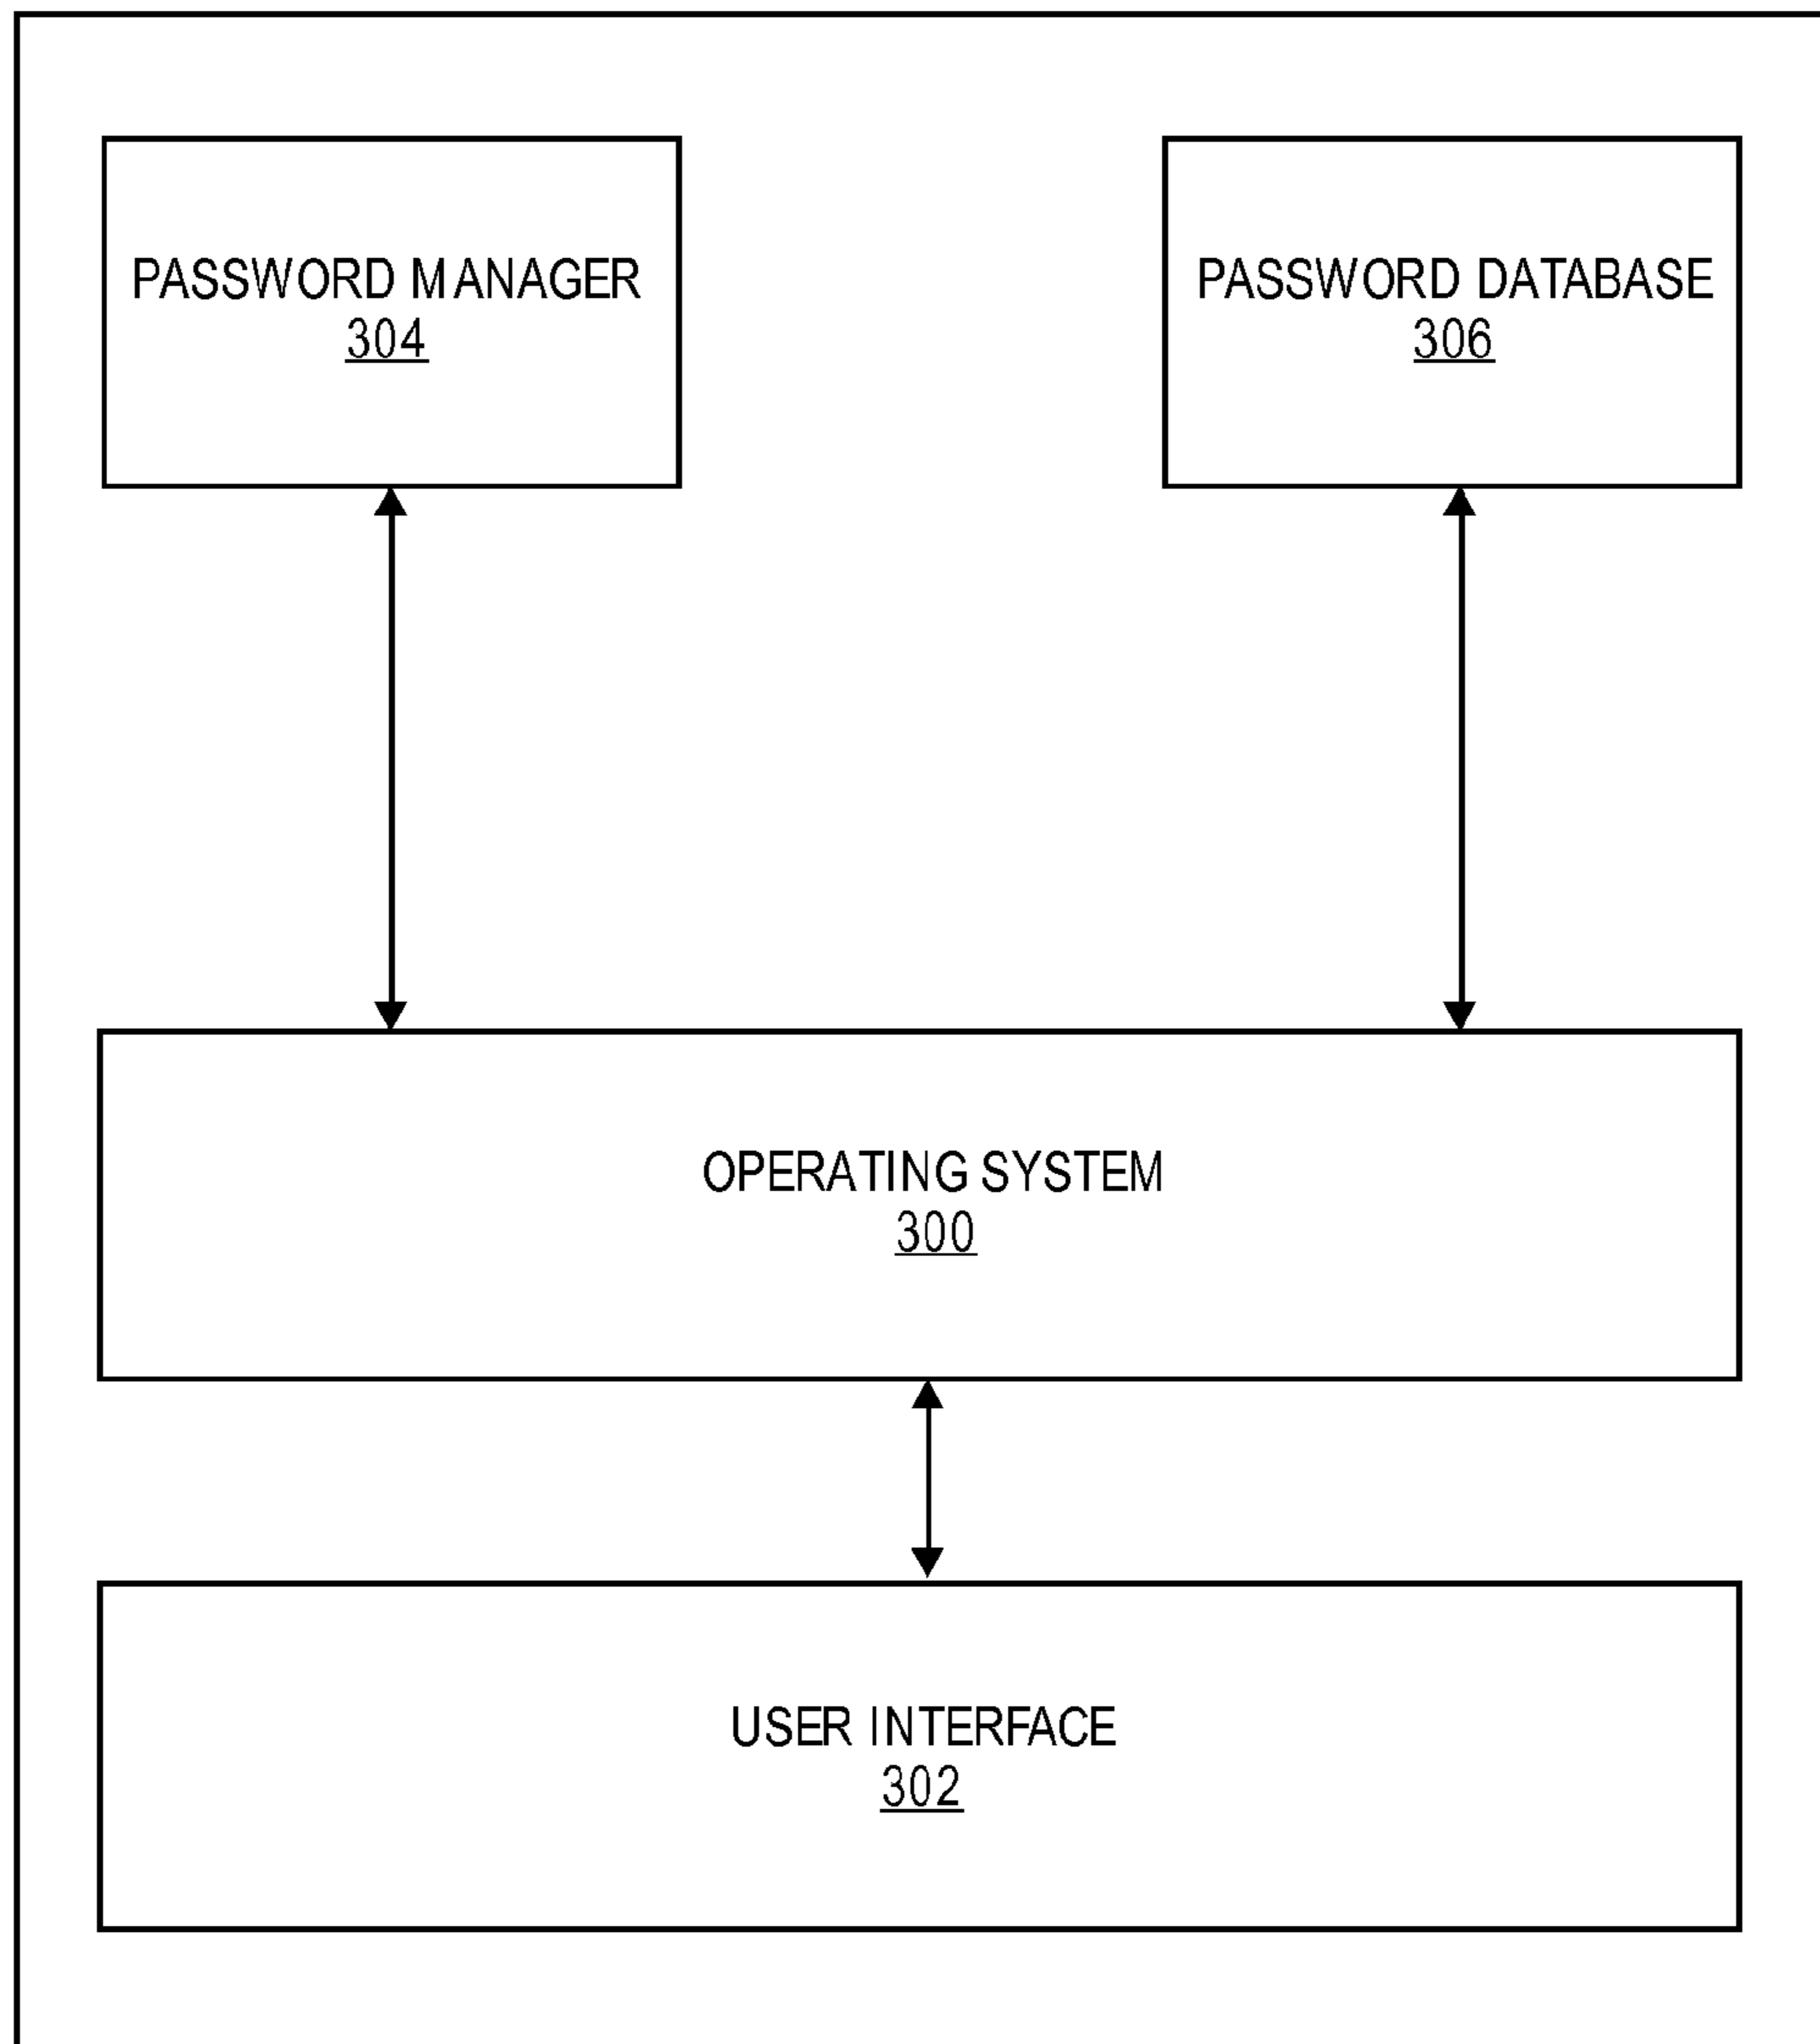 PASSWORD MANAGER
304
PASSWORD DATABASE
306
OPERATING SYSTEM
300
USER INTERFACE
302